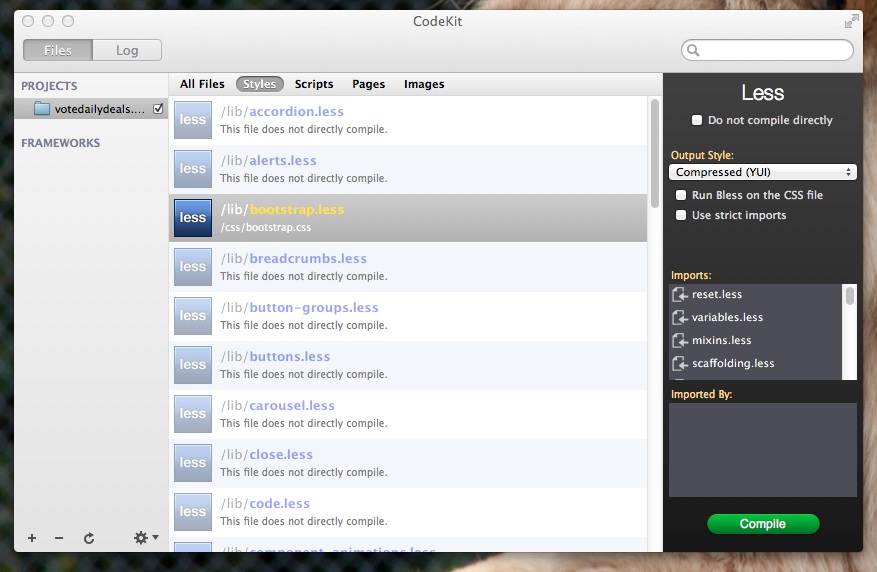 CodeKit
Files Log
PROJECTS
votedailydeals....
FRAMEWORKS
All Files Styles Scripts Pages Images
less
/lib/accordion.less
This file does not directly compile.
less
/lib/alerts.less
This file does not directly compile.
less
/lib/bootstrap.less
/css/bootstrap.css
less
/lib/breadcrumbs.less
This file does not directly compile.
less
/lib/button-groups.less
This file does not directly compile.
less
/lib/buttons.less
This file does not directly compile.
less
/lib/carousel.less
This file does not directly compile.
less
/lib/close.less
This file does not directly compile.
less
/lib/code.less
This file does not directly compile.
/lib/component-animations.less
Less
Do not compile directly
Output Style:
Compressed (YUI)
Run Bless on the CSS file
Use strict imports
Imports:
reset.less
variables.less
mixins.less
scaffolding.less
Imported By:
Compile